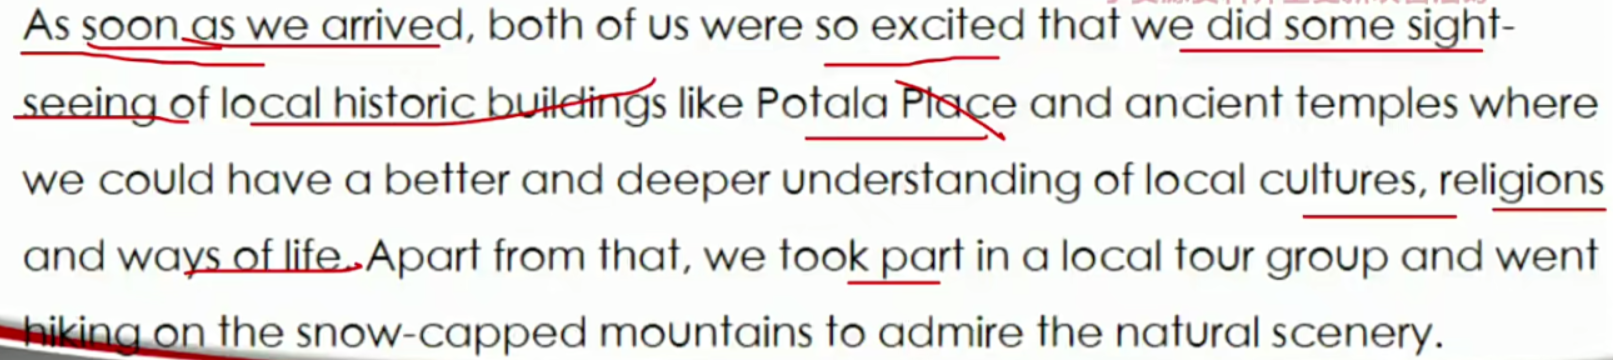 As soon as we arrived, both of us were so excited that we did some sight-
seeing of local historic buildings like Potala Place and ancient temples where
we could have a better and deeper understanding of local cultures, religions
and ways of life. Apart from that, we took part in a local tour group and went
hiking on the snow-capped mountains to admire the natural scenery.